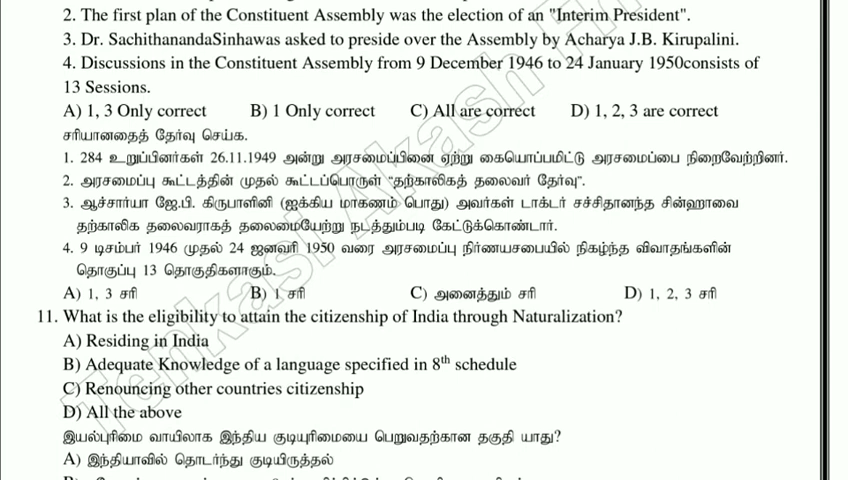 2. The first plan of the Constituent Assembly was the election of an "Interim President".
3. Dr. SachithanandaSinhawas asked to preside over the Assembly by Acharya J.B. Kirupalini.
4. Discussions in the Constituent Assembly from 9 December 1946 to 24 January 1950consists of
13 Sessions.
A) 1, 3 Only correct B) 1 Only correct C) All are correct D) 1, 2, 3 are correct
சரியானதைத் தேர்வு செய்க.
1. 284 உறுப்பினர்கள் 26.11.1949 அன்று அரசமைப்பினை ஏற்று கையொப்பமிட்டு அரசமைப்பை நிறைவேற்றினர்.
2. அரசமைப்பு கூட்டத்தின் முதல் கூட்டப்பொருள் "தற்காலிகத் தலைவர் தேர்வு".
3. ஆச்சார்யா ஜே.பி. கிருபாளினி (ஐக்கிய மாகணம் பொது) அவர்கள் டாக்டர் சச்சிதானந்த சின்ஹாவை
தற்காலிக தலைவராகத் தலைமையேற்று நடத்தும்படி கேட்டுக்கொண்டார்.
4. 9 டிசம்பர் 1946 முதல் 24 ஜனவரி 1950 வரை அரசமைப்பு நிர்ணயசபையில் நிகழ்ந்த விவாதங்களின்
தொகுப்பு 13 தொகுதிகளாகும்.
A) 1, 3 சரி B) 1 சரி C) அனைத்தும் சரி D) 1, 2, 3 சரி
11. What is the eligibility to attain the citizenship of India through Naturalization?
A) Residing in India
B) Adequate Knowledge of a language specified in 8th schedule
C) Renouncing other countries citizenship
D) All the above
இயல்புரிமை வாயிலாக இந்திய குடியுரிமையை பெறுவதற்கான தகுதி யாது?
A) இந்தியாவில் தொடர்ந்து குடியிருத்தல்
Tenkasi Akash